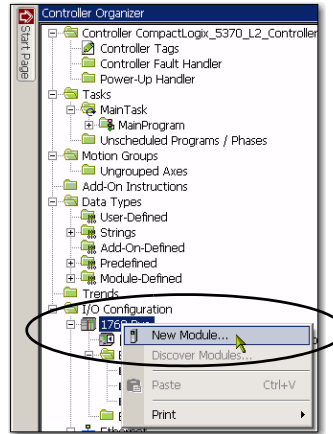 Controller Organizer
Start Page
Controller CompactLogix_5370_L2_Controller
Controller Tags
Controller Fault Handler
Power-Up Handler
Tasks
MainTask
MainProgram
Unscheduled Programs / Phases
Motion Groups
Ungrouped Axes
Add-On Instructions
Data Types
User-Defined
Strings
Add-On-Defined
Predefined
Module-Defined
Trends
I/O Configuration
New Module...
Discover Modules...
Paste Ctrl+V
Print
Ethernet